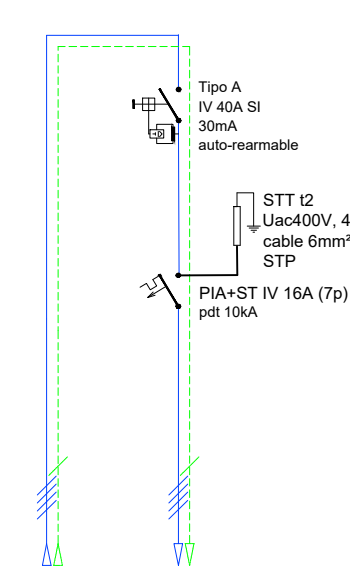 Tipo A
IV 40A SI
30mA
auto-rearmable
STT t2
Uac400V, 4
cable 6mm²
STP
PIA+ST IV 16A (7p)
pdt 10kA